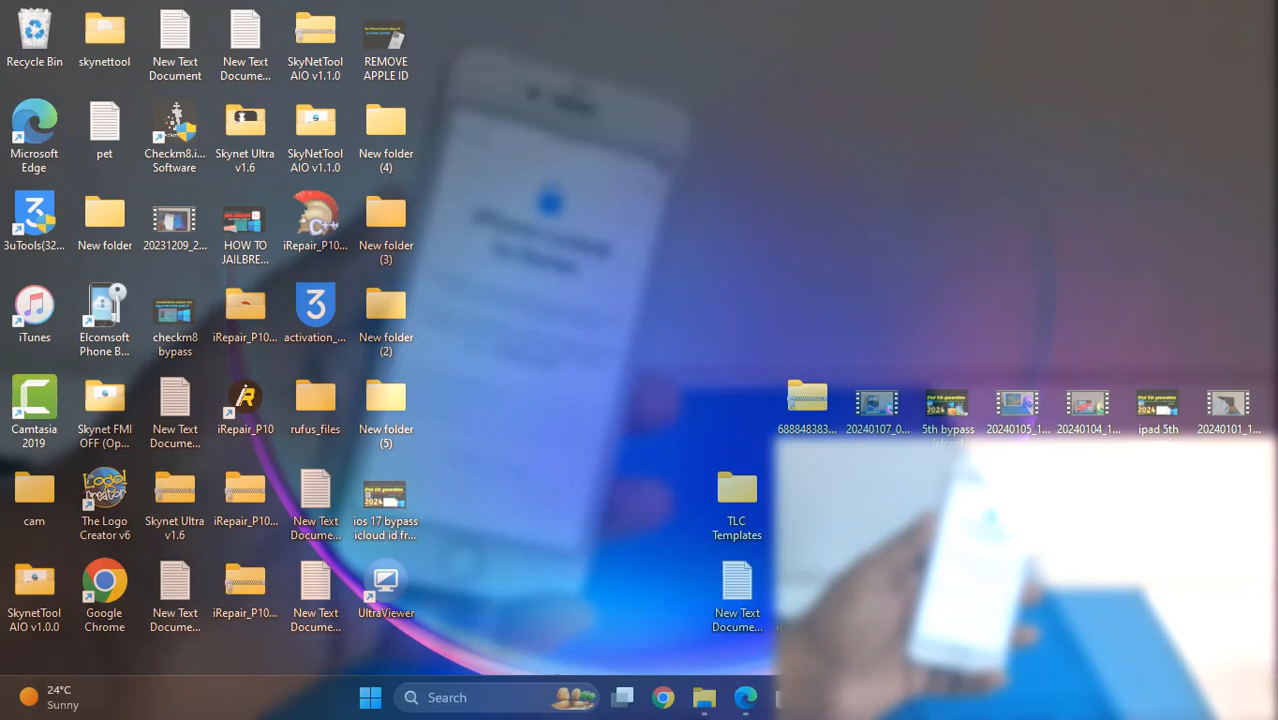 Recycle Bin
skynettool
New Text
Document
New Text
Docume...
SkyNetTool
AIO v1.1.0
REMOVE
APPLE ID
Microsoft
Edge
pet
Checkm8.i...
Software
Skynet Ultra
v1.6
SkyNetTool
AIO v1.1.0
New folder
(4)
3uTools(32...
New folder
20231209_2...
HOW TO
JAILBRE...
iRepair_P10...
New folder
(3)
iTunes
Elcomsoft
Phone B...
checkm8
bypass
iRepair_P10...
activation_...
New folder
(2)
Camtasia
2019
Skynet FMI
OFF (Op...
New Text
Docume...
iRepair_P10
rufus_files
New folder
(5)
688848383...
20240107_0...
5th bypass
icloud
20240105_1...
20240104_1...
ipad 5th
20240101_1...
cam
The Logo
Creator v6
Skynet Ultra
v1.6
iRepair_P10...
New Text
Docume...
ios 17 bypass
icloud id fr...
TLC
Templates
SkynetTool
AIO v1.0.0
Google
Chrome
New Text
Docume...
iRepair_P10...
New Text
Docume...
UltraViewer
New Text
Docume...
24°C
Sunny
Search